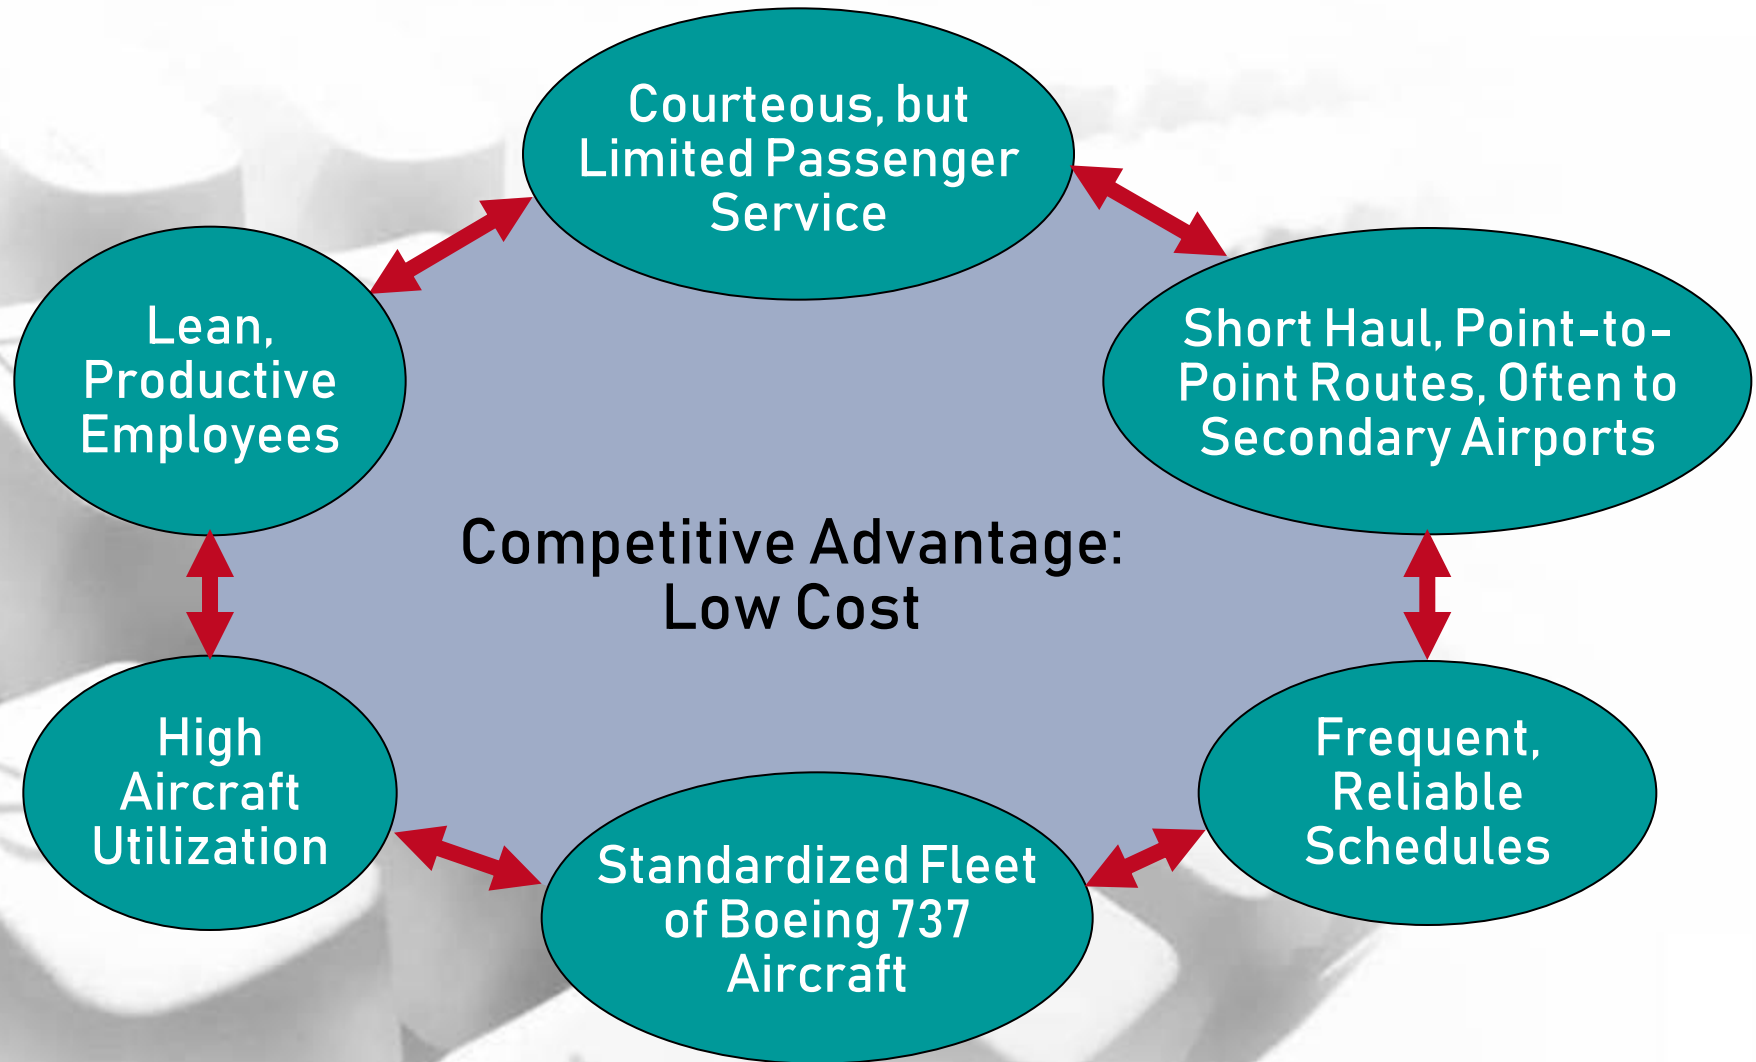 Courteous, but
Limited Passenger
Service
Lean,
Productive
Employees
Short Haul, Point-to-
Point Routes, Often to
Secondary Airports
Competitive Advantage:
Low Cost
High
Aircraft
Utilization
Frequent,
Reliable
Schedules
Standardized Fleet
of Boeing 737
Aircraft